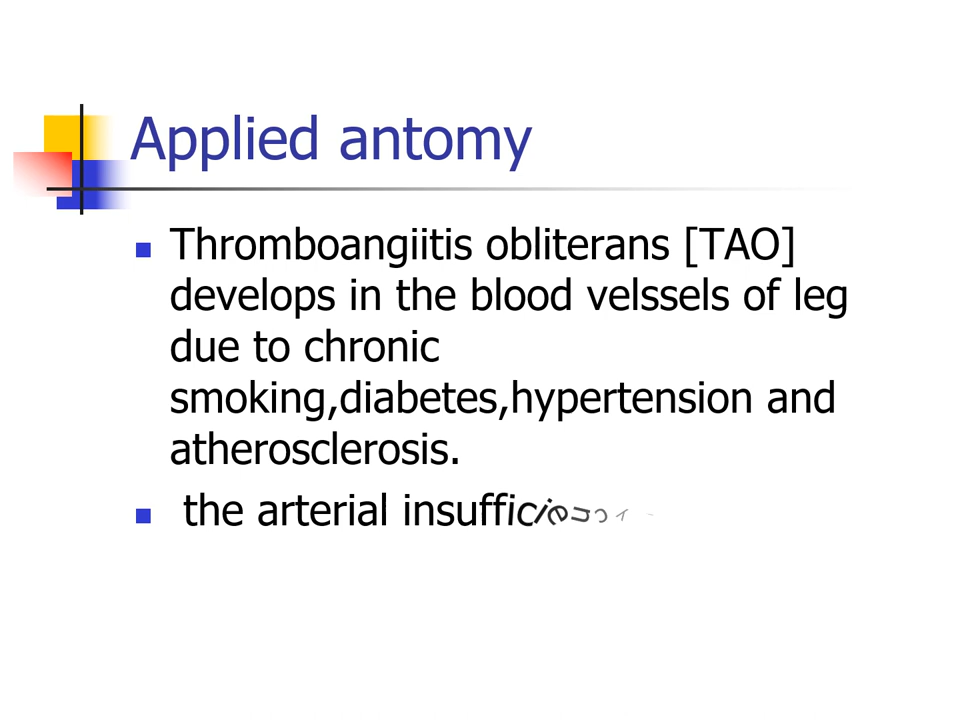 Applied antomy
Thromboangiitis obliterans [TAO]
develops in the blood velssels of leg
due to chronic
smoking,diabetes,hypertension and
atherosclerosis.
the arterial insufficiency